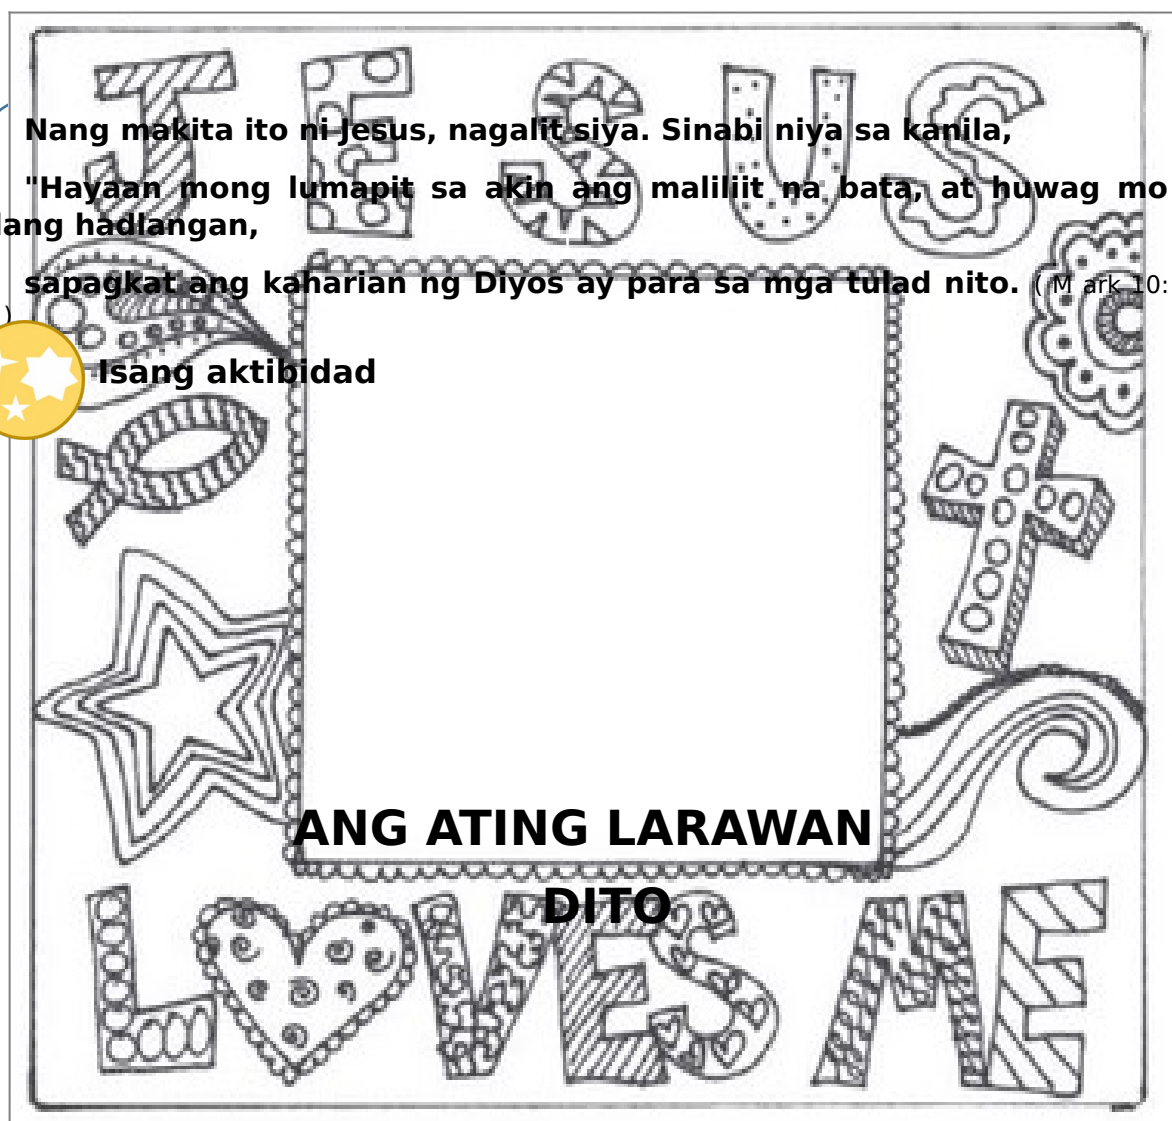 JESUS
Nang makita ito ni Jesus, nagalit siya. Sinabi niya sa kanila,
"Hayaan mong lumapit sa akin ang maliliit na bata, at huwag mo
hadlangan,
sapagkat ang kaharian ng Diyos ay para sa mga tulad nito. ( M ark 10:
)
Isang aktibidad
ANG ATING LARAWAN
DITO
LOVES ME